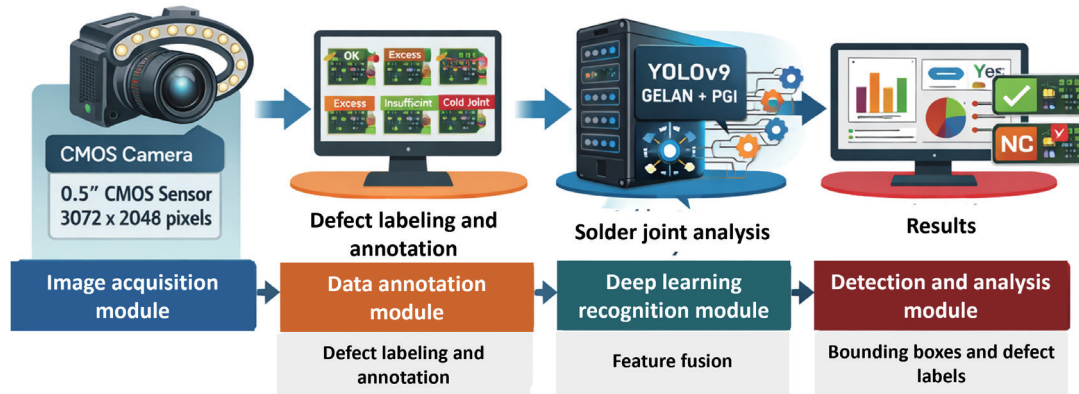 CMOS Camera
0.5” CMOS Sensor
3072 x 2048 pixels
OK
Excess
Excess
Insufficint
Cold Joint
Defect labeling and
annotation
YOLOv9
GELAN + PGI
Solder joint analysis
Yes
NC
Results
Image acquisition
module
Data annotation
module
Deep learning
recognition module
Detection and analysis
module
Defect labeling and
annotation
Feature fusion
Bounding boxes and defect
labels